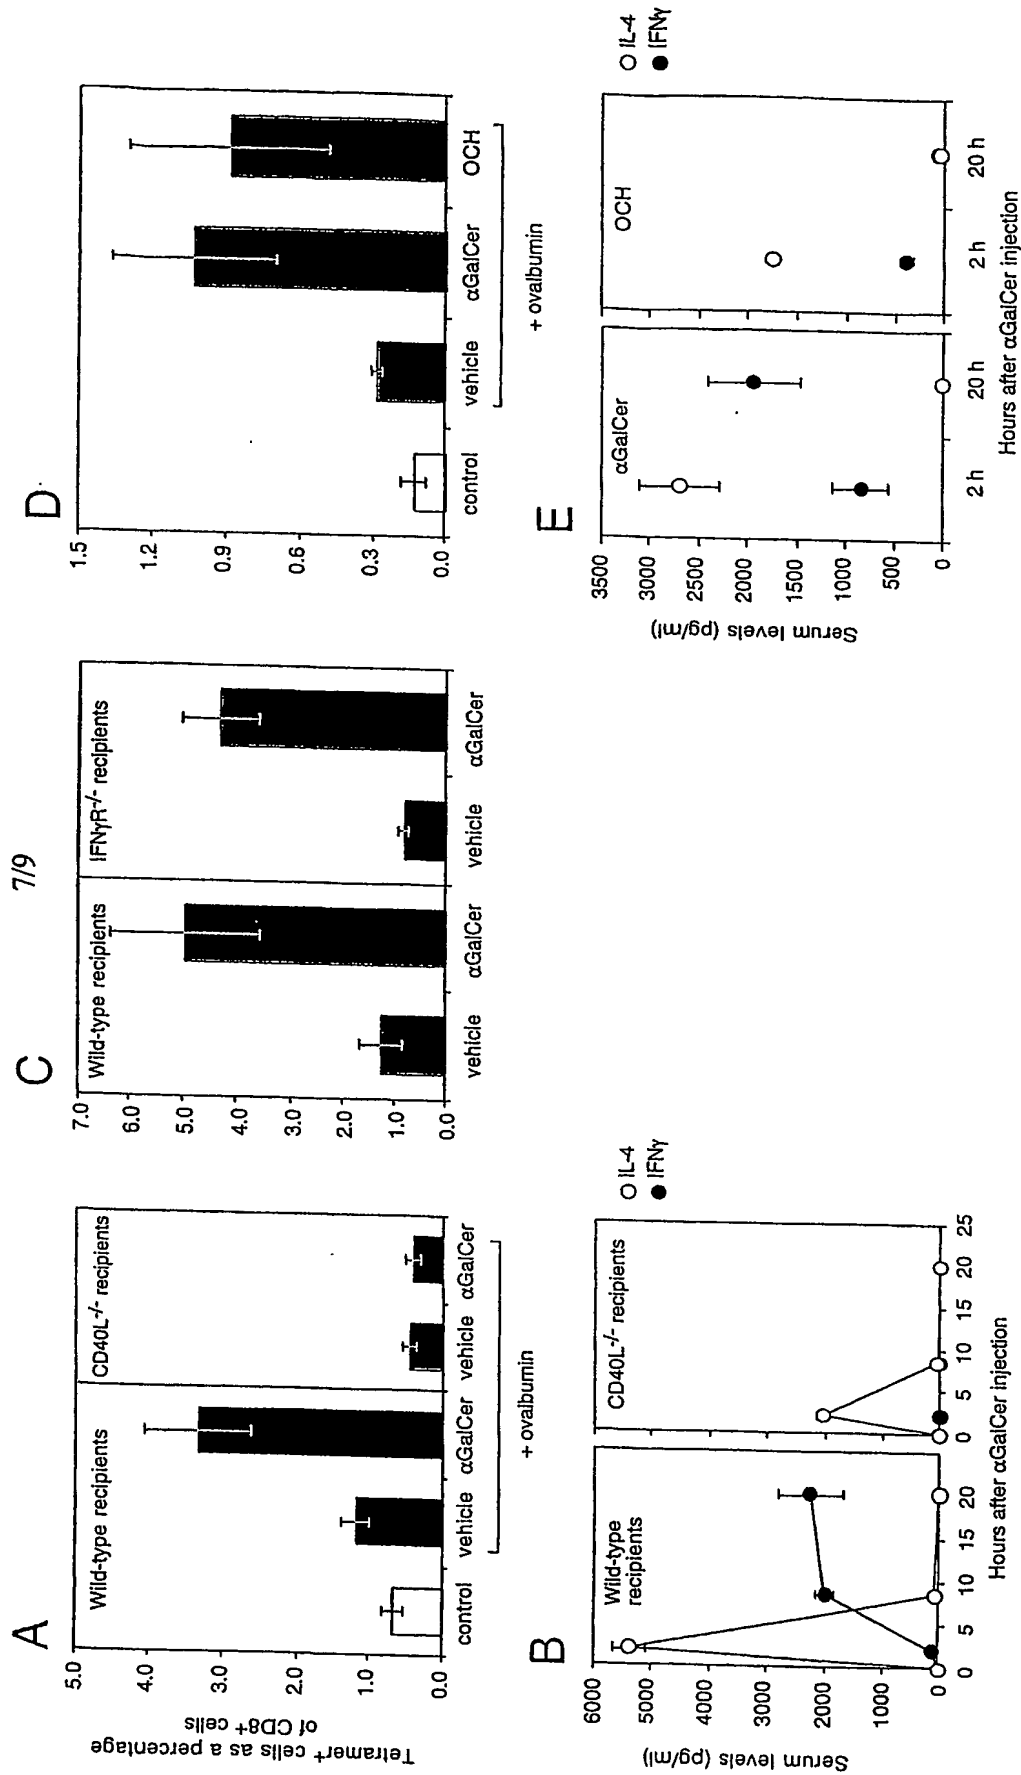 7/9
A
Tetramer⁺ cells as a percentage
of CD8⁺ cells
5.0
4.0
3.0
2.0
1.0
0.0
Wild-type recipients
CD40L⁻/⁻ recipients
control
vehicle
αGalCer
vehicle
αGalCer
+ ovalbumin
B
Serum levels (pg/ml)
6000
5000
4000
3000
2000
1000
0
Wild-type
recipients
CD40L⁻/⁻ recipients
0
5
10
15
20
0
5
10
15
20
25
Hours after αGalCer injection
IL-4
IFNγ
C
7.0
6.0
5.0
4.0
3.0
2.0
1.0
0.0
Wild-type recipients
IFNγR⁻/⁻ recipients
vehicle
αGalCer
vehicle
αGalCer
D
1.5
1.2
0.9
0.6
0.3
0.0
control
vehicle
αGalCer
OCH
+ ovalbumin
E
Serum levels (pg/ml)
3500
3000
2500
2000
1500
1000
500
0
αGalCer
OCH
2 h
20 h
2 h
20 h
Hours after αGalCer injection
IL-4
IFNγ